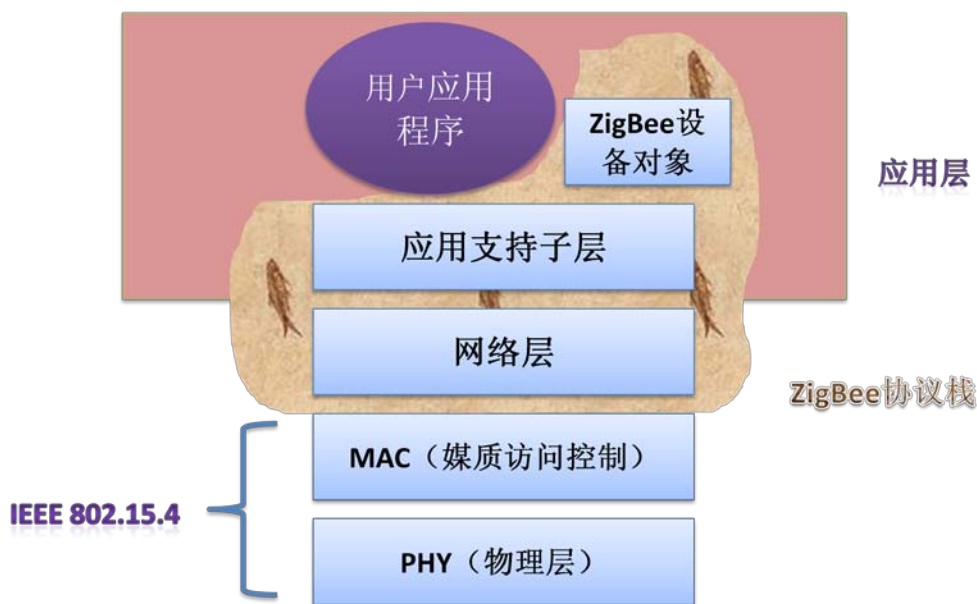 用户应用
程序
ZigBee设
备对象
应用层
应用支持子层
网络层
ZigBee协议栈
MAC（媒质访问控制）
IEEE 802.15.4
PHY（物理层）